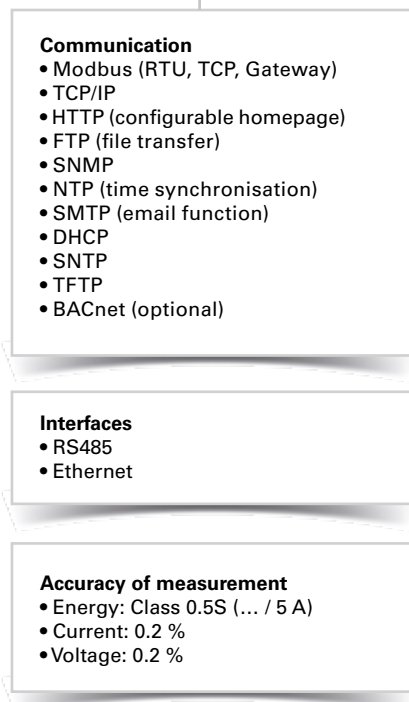 Communication
• Modbus (RTU, TCP, Gateway)
• TCP/IP
• HTTP (configurable homepage)
• FTP (file transfer)
• SNMP
• NTP (time synchronisation)
• SMTP (email function)
• DHCP
• SNTP
• TFTP
• BACnet (optional)
Interfaces
• RS485
• Ethernet
Accuracy of measurement
• Energy: Class 0.5S (… / 5 A)
• Current: 0.2 %
• Voltage: 0.2 %